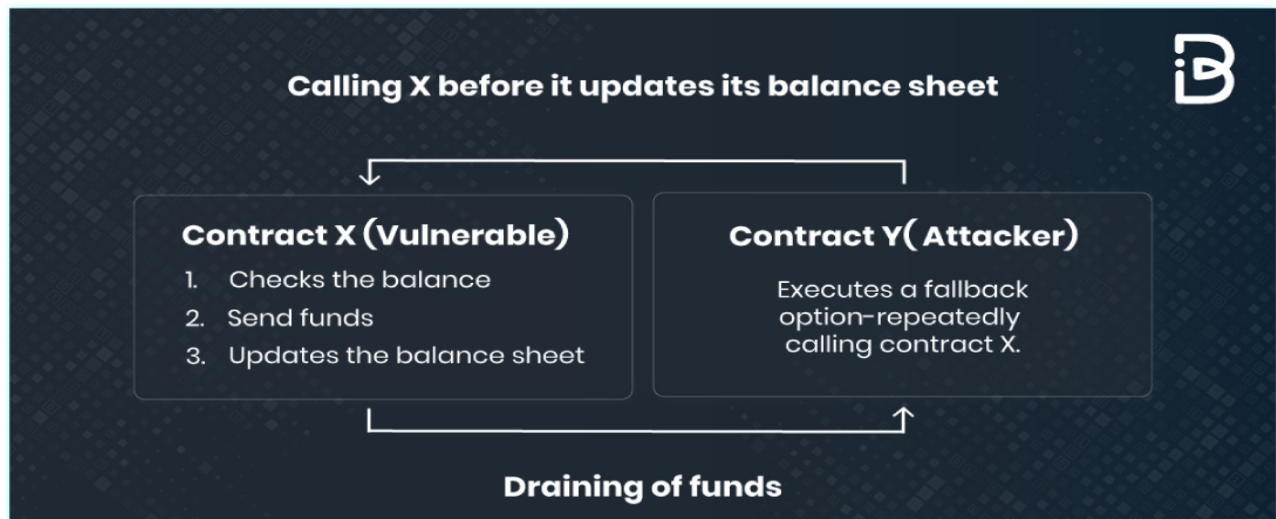 Calling X before it updates its balance sheet
Contract X (Vulnerable)
1. Checks the balance
2. Send funds
3. Updates the balance sheet
Contract Y( Attacker)
Executes a fallback
option-repeatedly
calling contract X.
Draining of funds